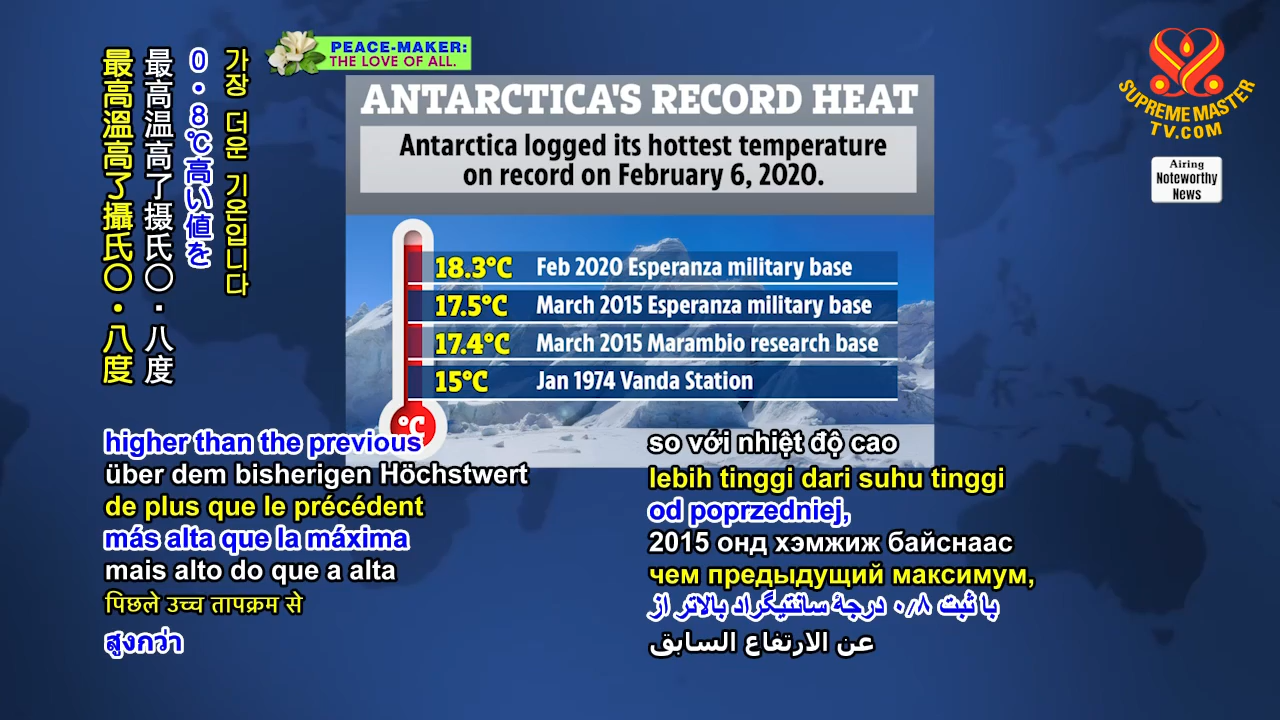 PEACE-MAKER:
THE LOVE OF ALL.
SUPREME MASTER
TV.COM
Airing
Noteworthy
News
ANTARCTICA'S RECORD HEAT
Antarctica logged its hottest temperature
on record on February 6, 2020.
18.3°C Feb 2020 Esperanza military base
17.5°C March 2015 Esperanza military base
17.4°C March 2015 Marambio research base
15°C Jan 1974 Vanda Station
°C
가장 더운 기온입니다
0・8℃高い値を
最高温高了摄氏〇・八度
最高溫高了攝氏〇・八度
higher than the previous
über dem bisherigen Höchstwert
de plus que le précédent
más alta que la máxima
mais alto do que a alta
पिछले उच्च तापक्रम से
สูงกว่า
so với nhiệt độ cao
lebih tinggi dari suhu tinggi
od poprzedniej,
2015 онд хэмжиж байснаас
чем предыдущий максимум,
با ثبت ۰/۸ درجهٔ سانتیگراد بالاتر از
عن الارتفاع السابق